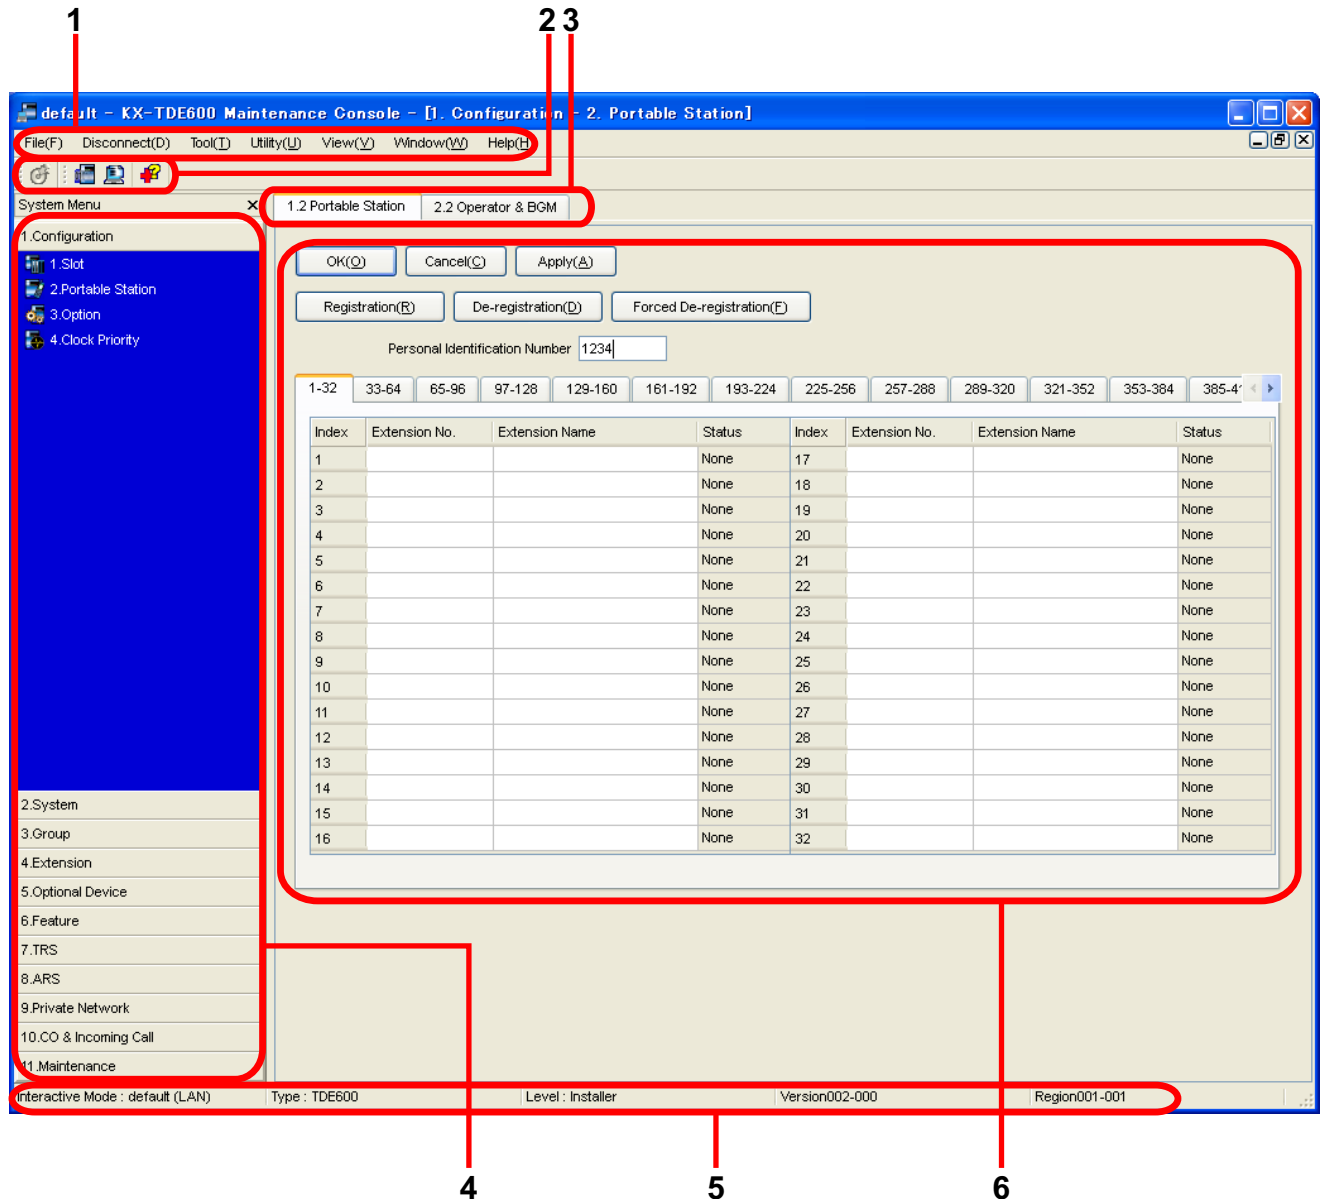 1 2 3
default - KX-TDE600 Maintenance Console - [1. Configuration - 2. Portable Station]
File(F) Disconnect(D) Tool(T) Utility(U) View(V) Window(W) Help(H)
System Menu
1.2 Portable Station 2.2 Operator & BGM
1.Configuration
1.Slot
2.Portable Station
3.Option
4.Clock Priority
2.System
3.Group
4.Extension
5.Optional Device
6.Feature
7.TRS
8.ARS
9.Private Network
10.CO & Incoming Call
11.Maintenance
OK(O) Cancel(C) Apply(A)
Registration(R) De-registration(D) Forced De-registration(F)
Personal Identification Number 1234
1-32 33-64 65-96 97-128 129-160 161-192 193-224 225-256 257-288 289-320 321-352 353-384 385-41
Index Extension No. Extension Name Status Index Extension No. Extension Name Status
1 None 17 None
2 None 18 None
3 None 19 None
4 None 20 None
5 None 21 None
6 None 22 None
7 None 23 None
8 None 24 None
9 None 25 None
10 None 26 None
11 None 27 None
12 None 28 None
13 None 29 None
14 None 30 None
15 None 31 None
16 None 32 None
Interactive Mode : default (LAN) Type : TDE600 Level : Installer Version002-000 Region001-001
4 5 6